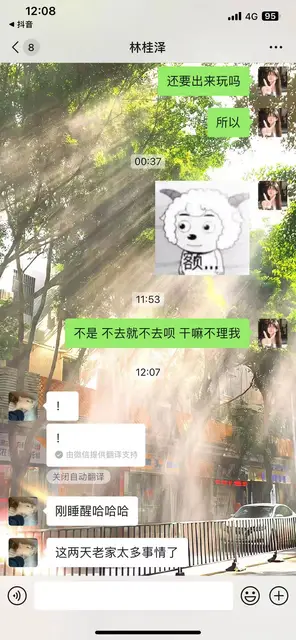 12:08
4G
95
抖音
8
林桂泽
还要出来玩吗
所以
00:37
额...
11:53
不是 不去就不去呗 干嘛不理我
12:07
！
！
由微信提供翻译支持
关闭自动翻译
刚睡醒哈哈哈
这两天老家太多事情了